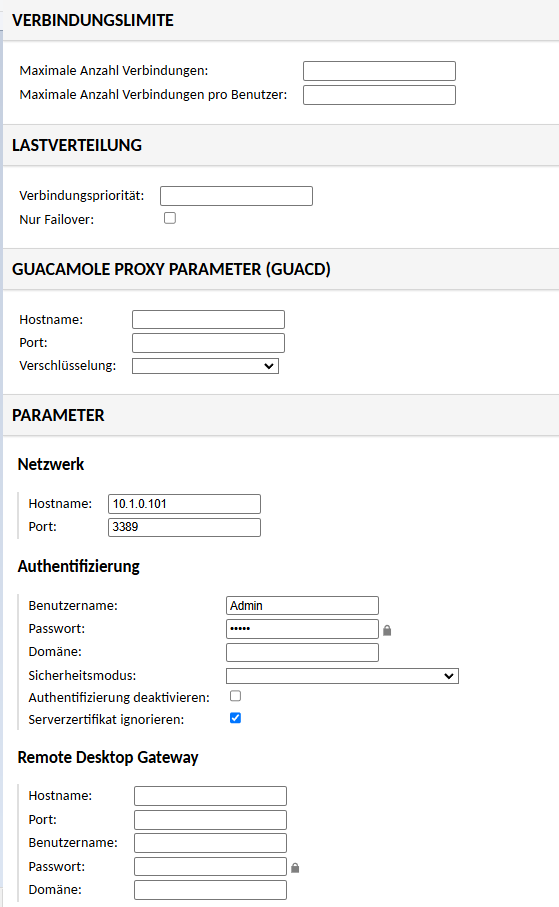 VERBINDUNGSLIMITE
Maximale Anzahl Verbindungen:
Maximale Anzahl Verbindungen pro Benutzer:
LASTVERTEILUNG
Verbindungspriorität:
Nur Failover:
GUACAMOLE PROXY PARAMETER (GUACD)
Hostname:
Port:
Verschlüsselung:
PARAMETER
Netzwerk
Hostname: 10.1.0.101
Port: 3389
Authentifizierung
Benutzername: Admin
Passwort: •••••
Domäne:
Sicherheitsmodus:
Authentifizierung deaktivieren:
Serverzertifikat ignorieren:
Remote Desktop Gateway
Hostname:
Port:
Benutzername:
Passwort:
Domäne: